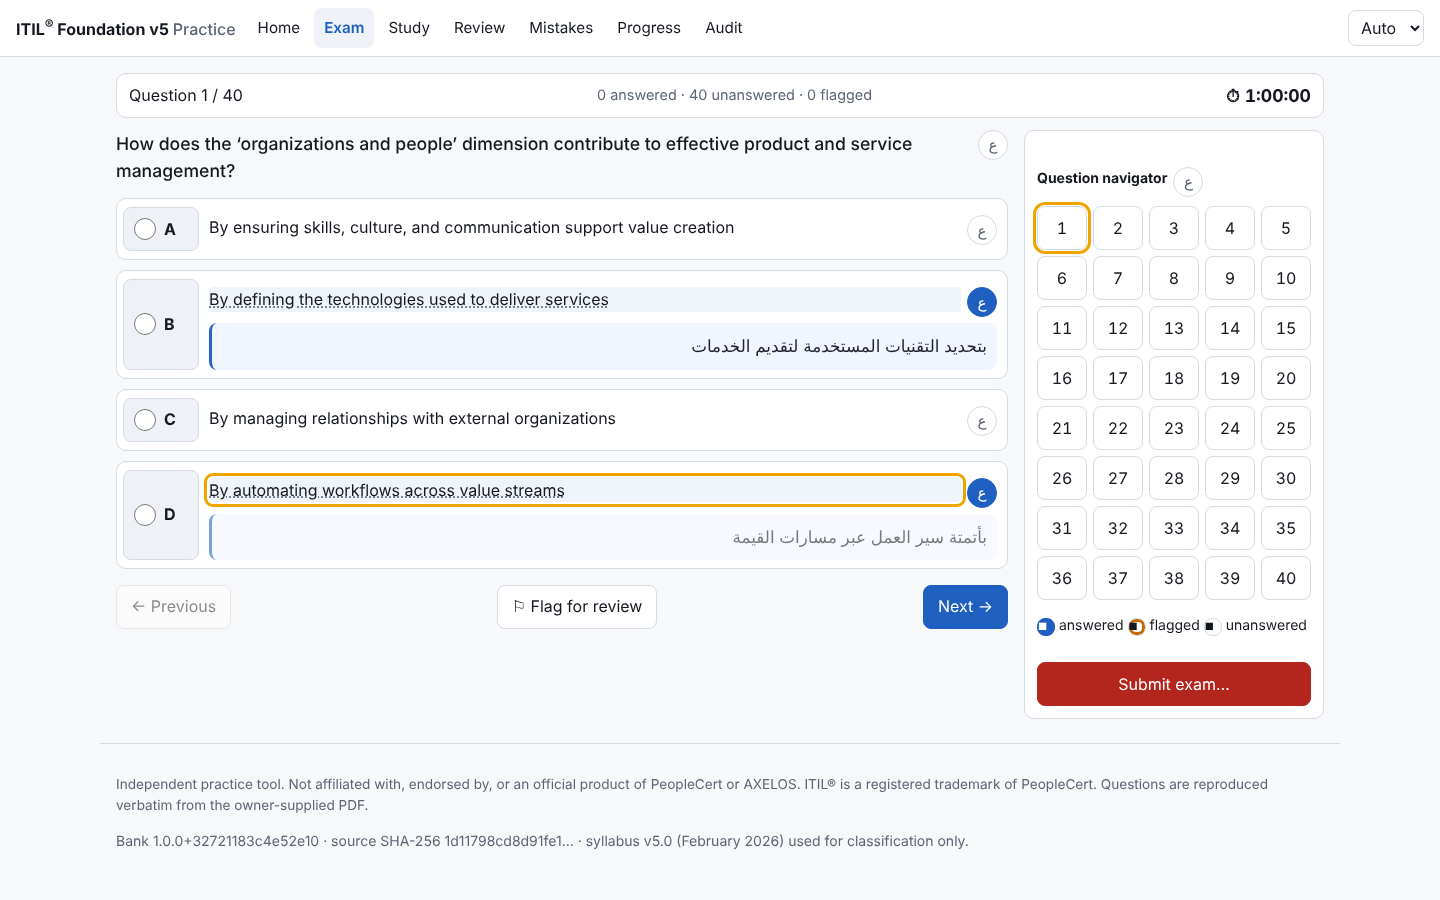 ITIL® Foundation v5 Practice Home Exam Study Review Mistakes Progress Audit Auto
Question 1 / 40 0 answered · 40 unanswered · 0 flagged ⏱ 1:00:00
How does the ‘organizations and people’ dimension contribute to effective product and service
management?
ع
A By ensuring skills, culture, and communication support value creation ع
B By defining the technologies used to deliver services ع
بتحديد التقنيات المستخدمة لتقديم الخدمات
C By managing relationships with external organizations ع
D By automating workflows across value streams ع
بأتمتة سير العمل عبر مسارات القيمة
← Previous ⚐ Flag for review Next →
Question navigator ع
1 2 3 4 5
6 7 8 9 10
11 12 13 14 15
16 17 18 19 20
21 22 23 24 25
26 27 28 29 30
31 32 33 34 35
36 37 38 39 40
answered flagged unanswered
Submit exam…
Independent practice tool. Not affiliated with, endorsed by, or an official product of PeopleCert or AXELOS. ITIL® is a registered trademark of PeopleCert. Questions are reproduced
verbatim from the owner-supplied PDF.
Bank 1.0.0+32721183c4e52e10 · source SHA-256 1d11798cd8d91fe1… · syllabus v5.0 (February 2026) used for classification only.